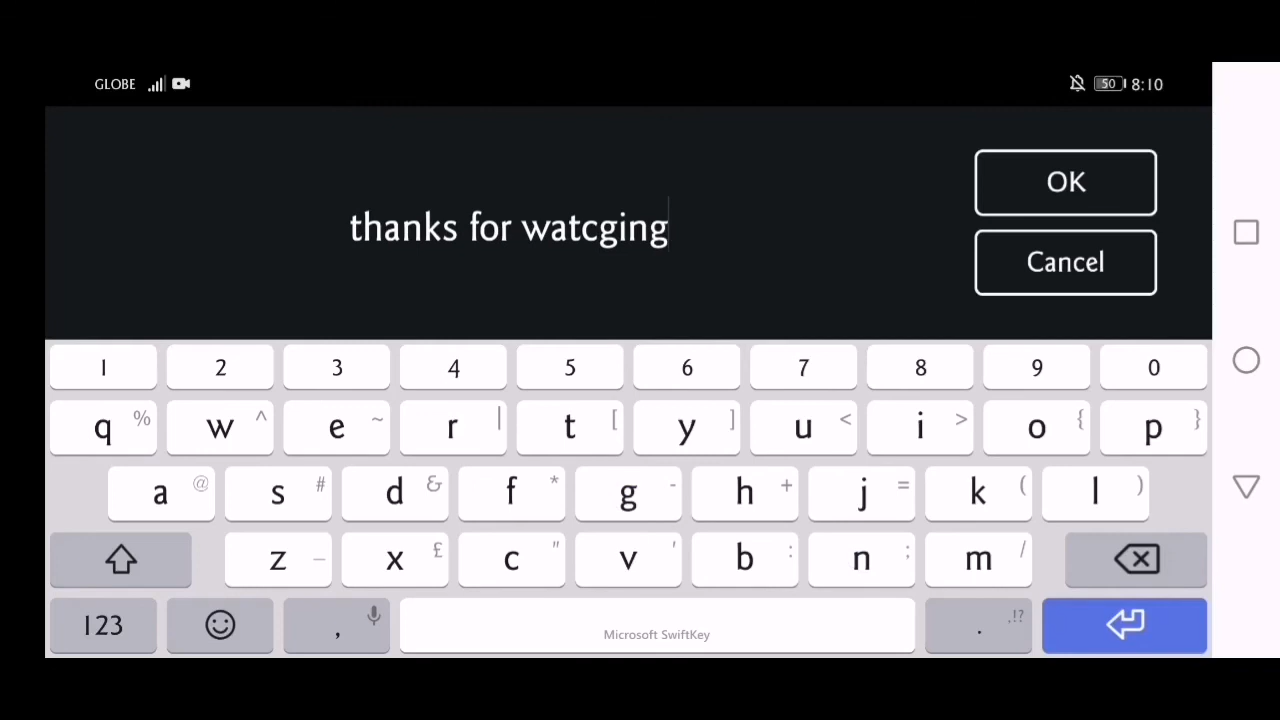 GLOBE 50 8:10
OK
thanks for watcging
Cancel
1 2 3 4 5 6 7 8 9 0
q % w ^ e ~ r | t [ y ] u < i > o { p }
a @ s # d & f * g - h + j = k ( l )
z _ x £ c " v ' b : n ; m /
123 , Microsoft SwiftKey . ,!?